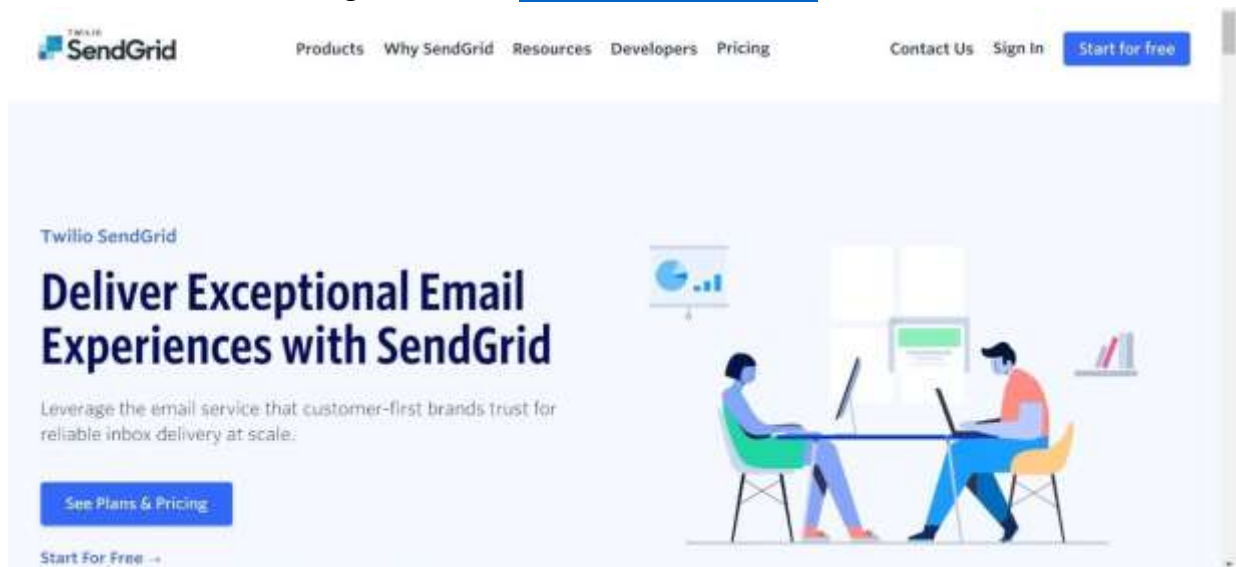 TWILIO
SendGrid
Products Why SendGrid Resources Developers Pricing
Contact Us Sign In Start for free
Twilio SendGrid
Deliver Exceptional Email
Experiences with SendGrid
Leverage the email service that customer-first brands trust for
reliable inbox delivery at scale.
See Plans & Pricing
Start For Free →